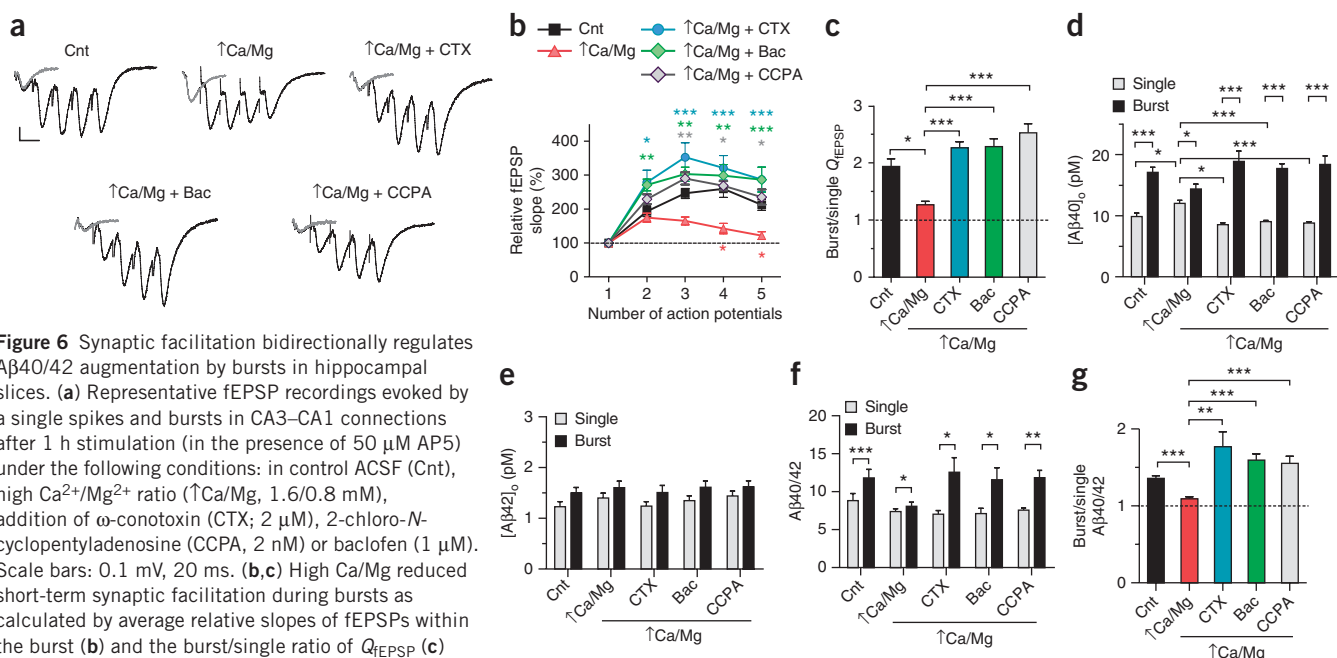 a
Cnt
↑Ca/Mg
↑Ca/Mg + CTX
↑Ca/Mg + Bac
↑Ca/Mg + CCPA
b
Cnt
↑Ca/Mg
↑Ca/Mg + CTX
↑Ca/Mg + Bac
↑Ca/Mg + CCPA
Relative fEPSP
slope (%)
400
300
200
100
0
*** *** ***
* ** ** ***
** ** * *
* *
1 2 3 4 5
Number of action potentials
c
Burst/single QfEPSP
3
2
1
0
***
***
***
*
Cnt
↑Ca/Mg
CTX
Bac
CCPA
↑Ca/Mg
d
Single
Burst
[Aβ40]o (pM)
20
10
0
*** *** ***
***
*** *
* ***
*
Cnt
↑Ca/Mg
CTX
Bac
CCPA
↑Ca/Mg
Figure 6 Synaptic facilitation bidirectionally regulates
Aβ40/42 augmentation by bursts in hippocampal
slices. (a) Representative fEPSP recordings evoked by
a single spikes and bursts in CA3–CA1 connections
after 1 h stimulation (in the presence of 50 μM AP5)
under the following conditions: in control ACSF (Cnt),
high Ca2+/Mg2+ ratio (↑Ca/Mg, 1.6/0.8 mM),
addition of ω-conotoxin (CTX; 2 μM), 2-chloro-N-
cyclopentyladenosine (CCPA, 2 nM) or baclofen (1 μM).
Scale bars: 0.1 mV, 20 ms. (b,c) High Ca/Mg reduced
short-term synaptic facilitation during bursts as
calculated by average relative slopes of fEPSPs within
the burst (b) and the burst/single ratio of QfEPSP (c)
e
Single
Burst
[Aβ42]o (pM)
3
2
1
0
Cnt
↑Ca/Mg
CTX
Bac
CCPA
↑Ca/Mg
f
Single
Burst
Aβ40/42
20
15
10
5
0
*** * * * **
Cnt
↑Ca/Mg
CTX
Bac
CCPA
↑Ca/Mg
g
Burst/single
Aβ40/42
2
1
0
***
***
**
***
Cnt
↑Ca/Mg
CTX
Bac
CCPA
↑Ca/Mg